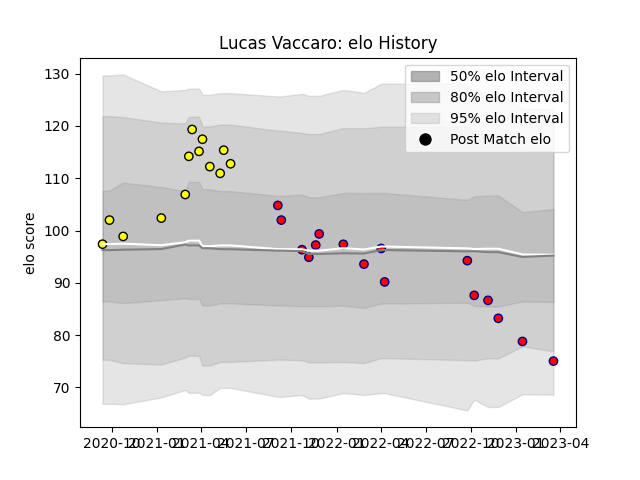 Lucas Vaccaro: elo History
elo score
130
120
110
100
90
80
70
50% elo Interval
80% elo Interval
95% elo Interval
Post Match elo
2020-10 2021-01 2021-04 2021-07 2021-10 2022-01 2022-04 2022-07 2022-10 2023-01 2023-04